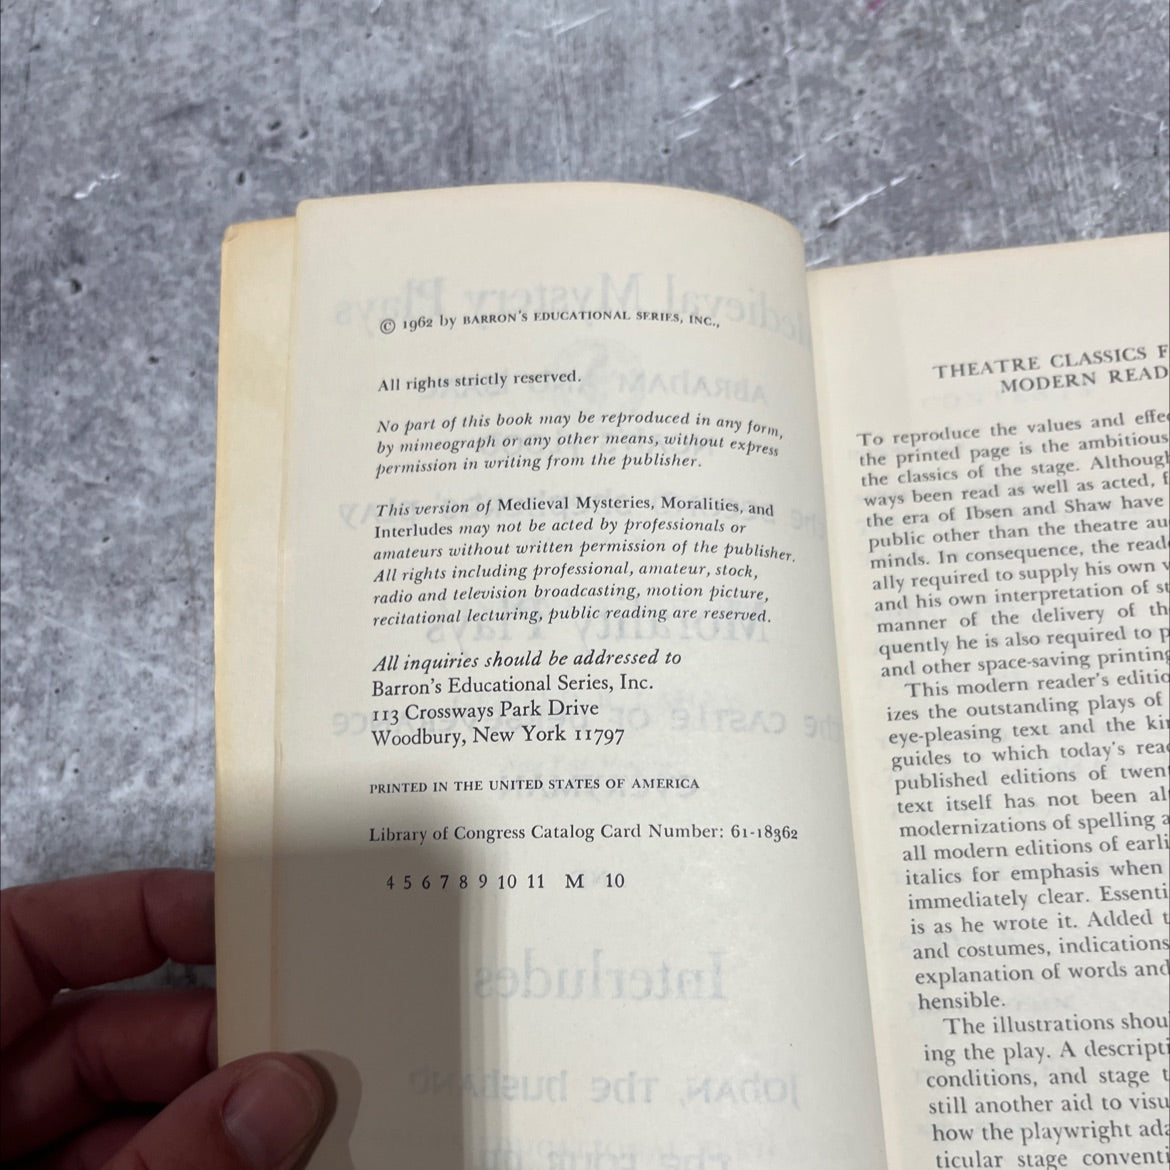 © 1962 by BARRON'S EDUCATIONAL SERIES, INC.,
All rights strictly reserved.
No part of this book may be reproduced in any form,
by mimeograph or any other means, without express
permission in writing from the publisher.
This version of Medieval Mysteries, Moralities, and
Interludes may not be acted by professionals or
amateurs without written permission of the publisher.
All rights including professional, amateur, stock,
radio and television broadcasting, motion picture,
recitational lecturing, public reading are reserved.
All inquiries should be addressed to
Barron's Educational Series, Inc.
113 Crossways Park Drive
Woodbury, New York 11797
PRINTED IN THE UNITED STATES OF AMERICA
Library of Congress Catalog Card Number: 61-18362
4 5 6 7 8 9 10 11 M 10
THEATRE CLASSICS F
MODERN READ
To reproduce the values and effe
the printed page is the ambitious
the classics of the stage. Although
ways been read as well as acted, f
the era of Ibsen and Shaw have
public other than the theatre au
minds. In consequence, the read
ally required to supply his own v
and his own interpretation of st
manner of the delivery of th
quently he is also required to p
and other space-saving printing
This modern reader's editio
izes the outstanding plays of
eye-pleasing text and the kin
guides to which today's rea
published editions of twent
text itself has not been al
modernizations of spelling a
all modern editions of earli
italics for emphasis when
immediately clear. Essenti
is as he wrote it. Added t
and costumes, indications
explanation of words and
hensible.
The illustrations shou
ing the play. A descripti
conditions, and stage t
still another aid to visu
how the playwright ada
ticular stage conventi